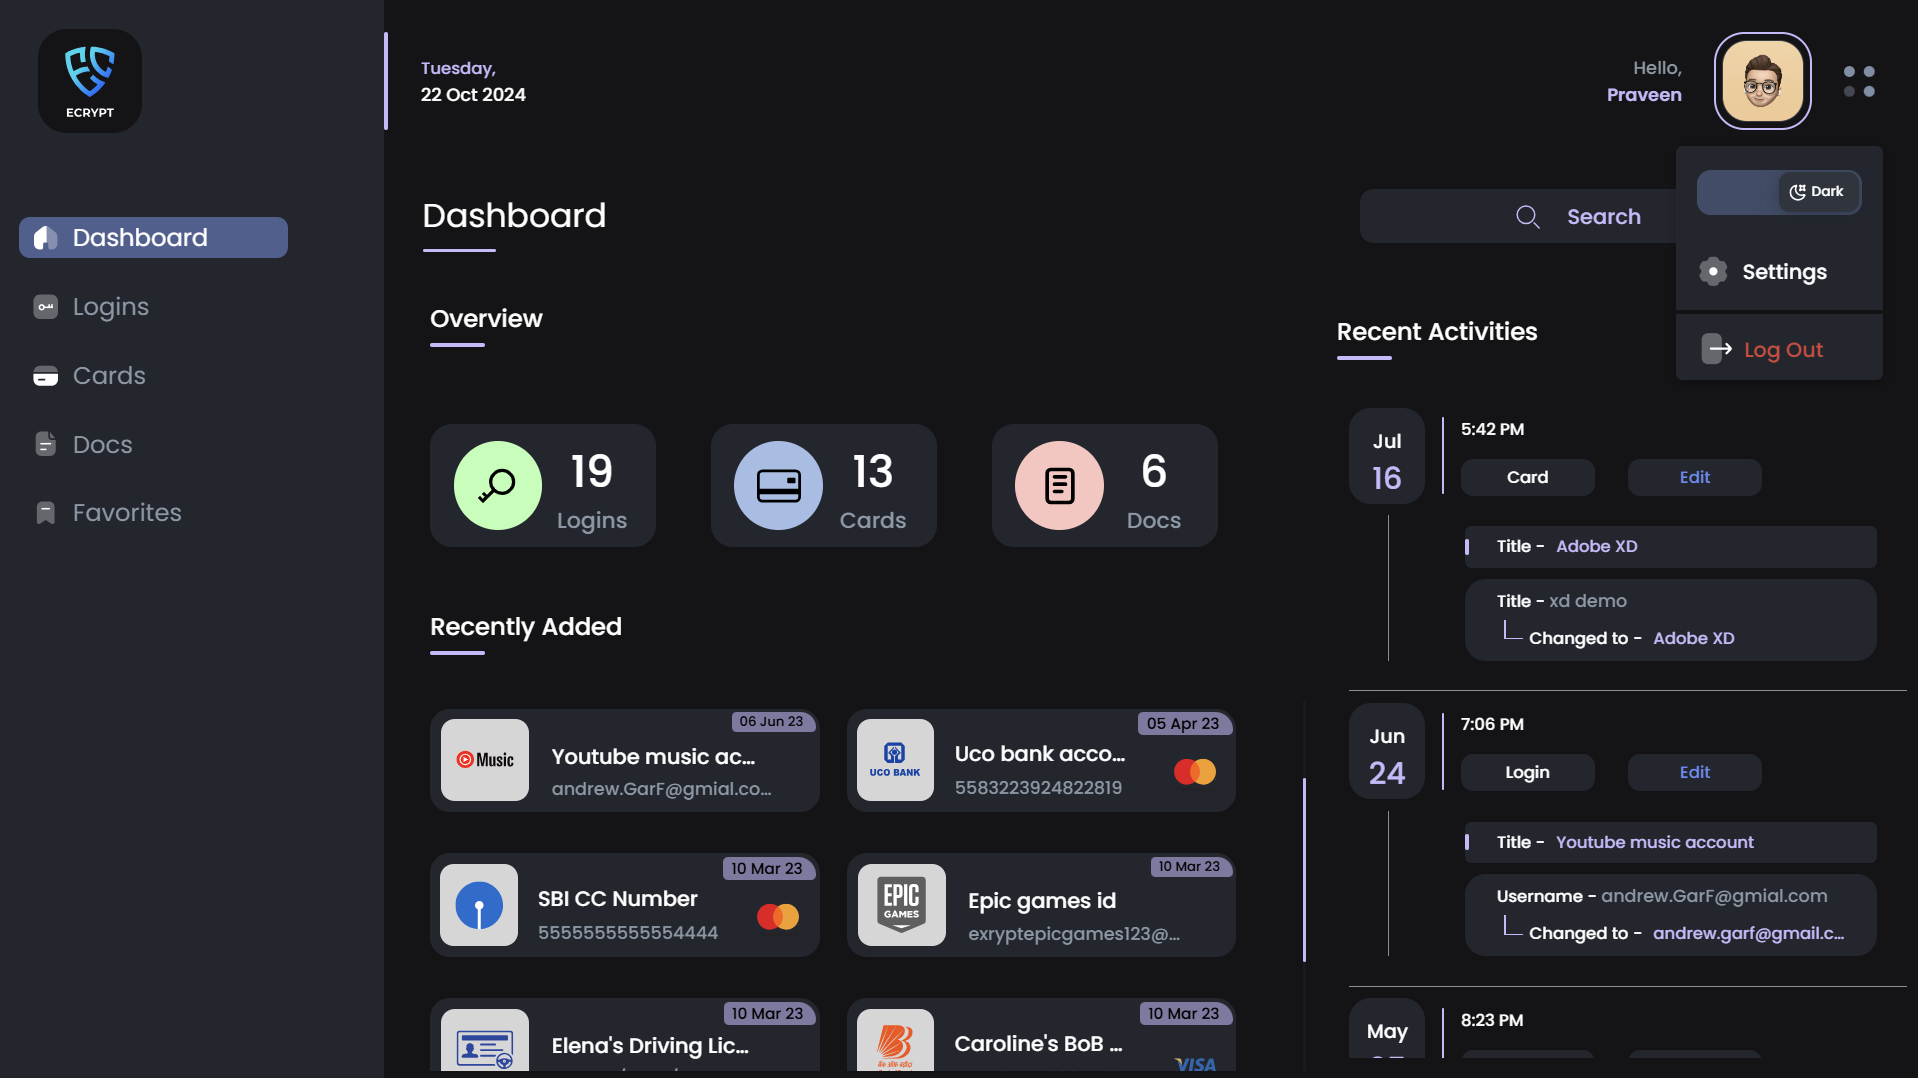 ECRYPT
Dashboard
Logins
Cards
Docs
Favorites
Tuesday,
22 Oct 2024
Hello,
Praveen
Dark
Settings
Log Out
Dashboard
Search
Overview
19
Logins
13
Cards
6
Docs
Recently Added
06 Jun 23
Music
Youtube music ac...
andrew.GarF@gmial.co...
05 Apr 23
UCO BANK
Uco bank acco...
5583223924822819
10 Mar 23
SBI CC Number
5555555555554444
10 Mar 23
EPIC
GAMES
Epic games id
exryptepicgames123@...
10 Mar 23
Elena's Driving Lic...
10 Mar 23
Caroline's BoB ...
VISA
Recent Activities
Jul
16
5:42 PM
Card Edit
Title - Adobe XD
Title - xd demo
Changed to - Adobe XD
Jun
24
7:06 PM
Login Edit
Title - Youtube music account
Username - andrew.GarF@gmial.com
Changed to - andrew.garf@gmail.c...
May
8:23 PM